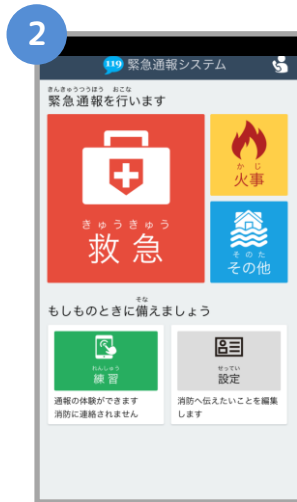 2
119 緊急通報システム
きんきゅうつうほう おこな
緊急通報を行います
きゅうきゅう
救急
かじ
火事
そのた
その他
そな
もしものときに備えましょう
れんしゅう
練習
通報の体験ができます
消防に連絡されません
せってい
設定
消防へ伝えたいことを編集
します